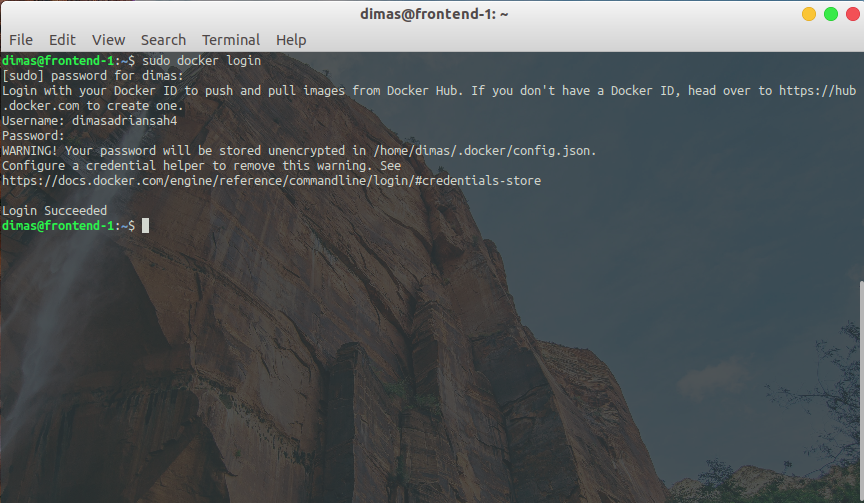 dimas@frontend-1: ~
File Edit View Search Terminal Help
dimas@frontend-1:~$ sudo docker login
[sudo] password for dimas:
Login with your Docker ID to push and pull images from Docker Hub. If you don't have a Docker ID, head over to https://hub
.docker.com to create one.
Username: dimasadriansah4
Password:
WARNING! Your password will be stored unencrypted in /home/dimas/.docker/config.json.
Configure a credential helper to remove this warning. See
https://docs.docker.com/engine/reference/commandline/login/#credentials-store
Login Succeeded
dimas@frontend-1:~$